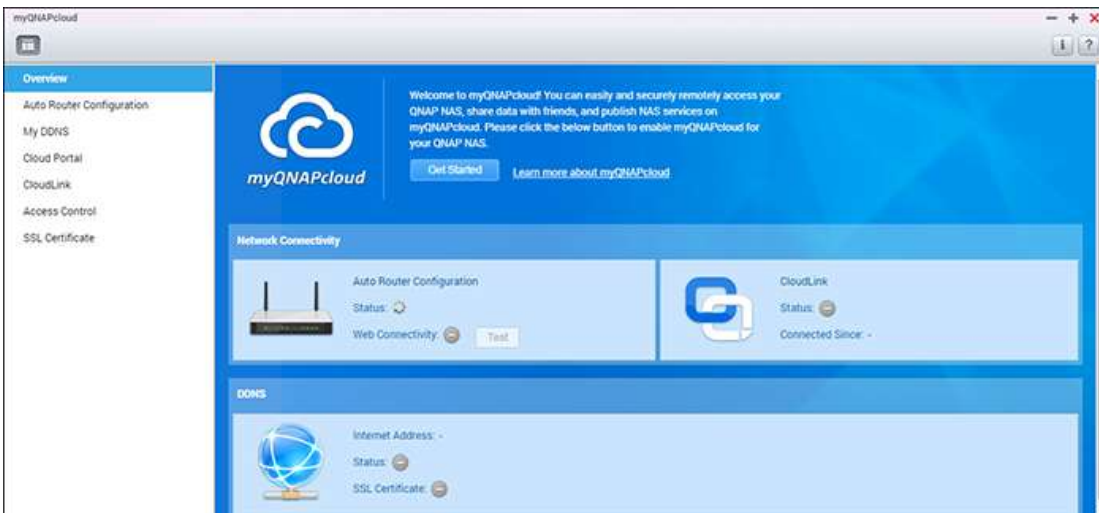 myQNAPcloud
Overview
Auto Router Configuration
My DDNS
Cloud Portal
CloudLink
Access Control
SSL Certificate
myQNAPcloud
Welcome to myQNAPcloud! You can easily and securely remotely access your
QNAP NAS, share data with friends, and publish NAS services on
myQNAPcloud. Please click the below button to enable myQNAPcloud for
your QNAP NAS.
Get Started
Learn more about myQNAPcloud
Network Connectivity
Auto Router Configuration
Status:
Web Connectivity:
Test
CloudLink
Status:
Connected Since: -
DDNS
Internet Address: -
Status:
SSL Certificate: